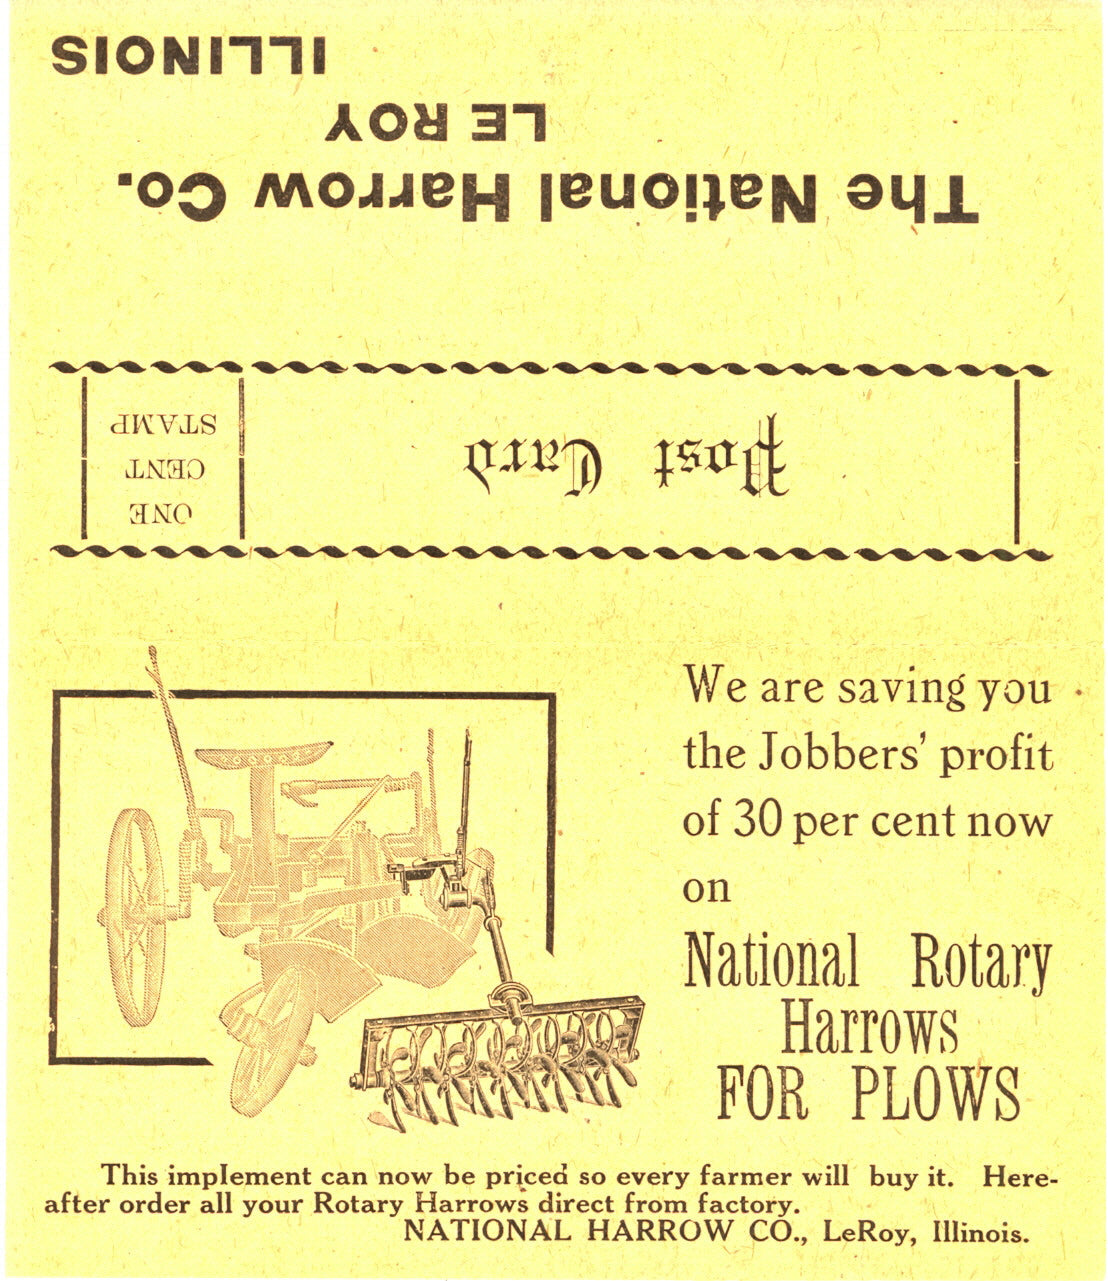 The National Harrow Co.
LE ROY
ILLINOIS
Post Card
ONE
CENT
STAMP
We are saving you
the Jobbers' profit
of 30 per cent now
on
National Rotary
Harrows
FOR PLOWS
This implement can now be priced so every farmer will buy it. Here-
after order all your Rotary Harrows direct from factory.
NATIONAL HARROW CO., LeRoy, Illinois.